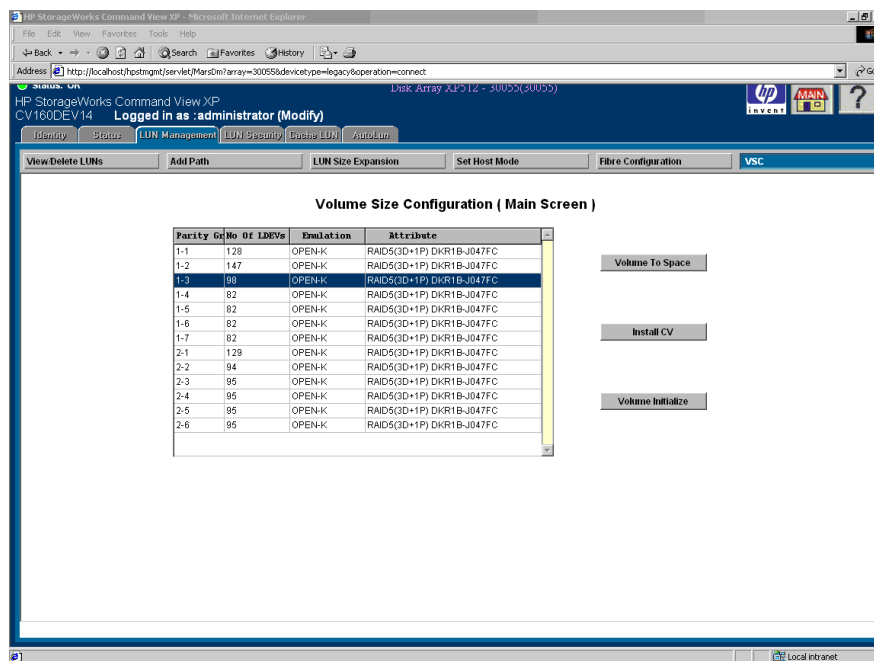 HP StorageWorks Command View XP - Microsoft Internet Explorer
File Edit View Favorites Tools Help
Back Search Favorites History
Address http://localhost/hpstmgmt/servlet/MarsDm?array=30055&devicetype=legacy&operation=connect Go
Status: OK Disk Array XP512 - 30055(30055)
HP StorageWorks Command View XP
CV160DEV14 Logged in as :administrator (Modify)
hp invent MAIN ?
Identity Status LUN Management LUN Security Cache LUN AutoLun
View/Delete LUNs Add Path LUN Size Expansion Set Host Mode Fibre Configuration VSC
Volume Size Configuration ( Main Screen )
Parity Gr No Of LDEVs Emulation Attribute
1-1 128 OPEN-K RAID5(3D+1P) DKR1B-J047FC
1-2 147 OPEN-K RAID5(3D+1P) DKR1B-J047FC
1-3 98 OPEN-K RAID5(3D+1P) DKR1B-J047FC
1-4 82 OPEN-K RAID5(3D+1P) DKR1B-J047FC
1-5 82 OPEN-K RAID5(3D+1P) DKR1B-J047FC
1-6 82 OPEN-K RAID5(3D+1P) DKR1B-J047FC
1-7 82 OPEN-K RAID5(3D+1P) DKR1B-J047FC
2-1 129 OPEN-K RAID5(3D+1P) DKR1B-J047FC
2-2 94 OPEN-K RAID5(3D+1P) DKR1B-J047FC
2-3 95 OPEN-K RAID5(3D+1P) DKR1B-J047FC
2-4 95 OPEN-K RAID5(3D+1P) DKR1B-J047FC
2-5 95 OPEN-K RAID5(3D+1P) DKR1B-J047FC
2-6 95 OPEN-K RAID5(3D+1P) DKR1B-J047FC
Volume To Space
Install CV
Volume Initialize
Local intranet